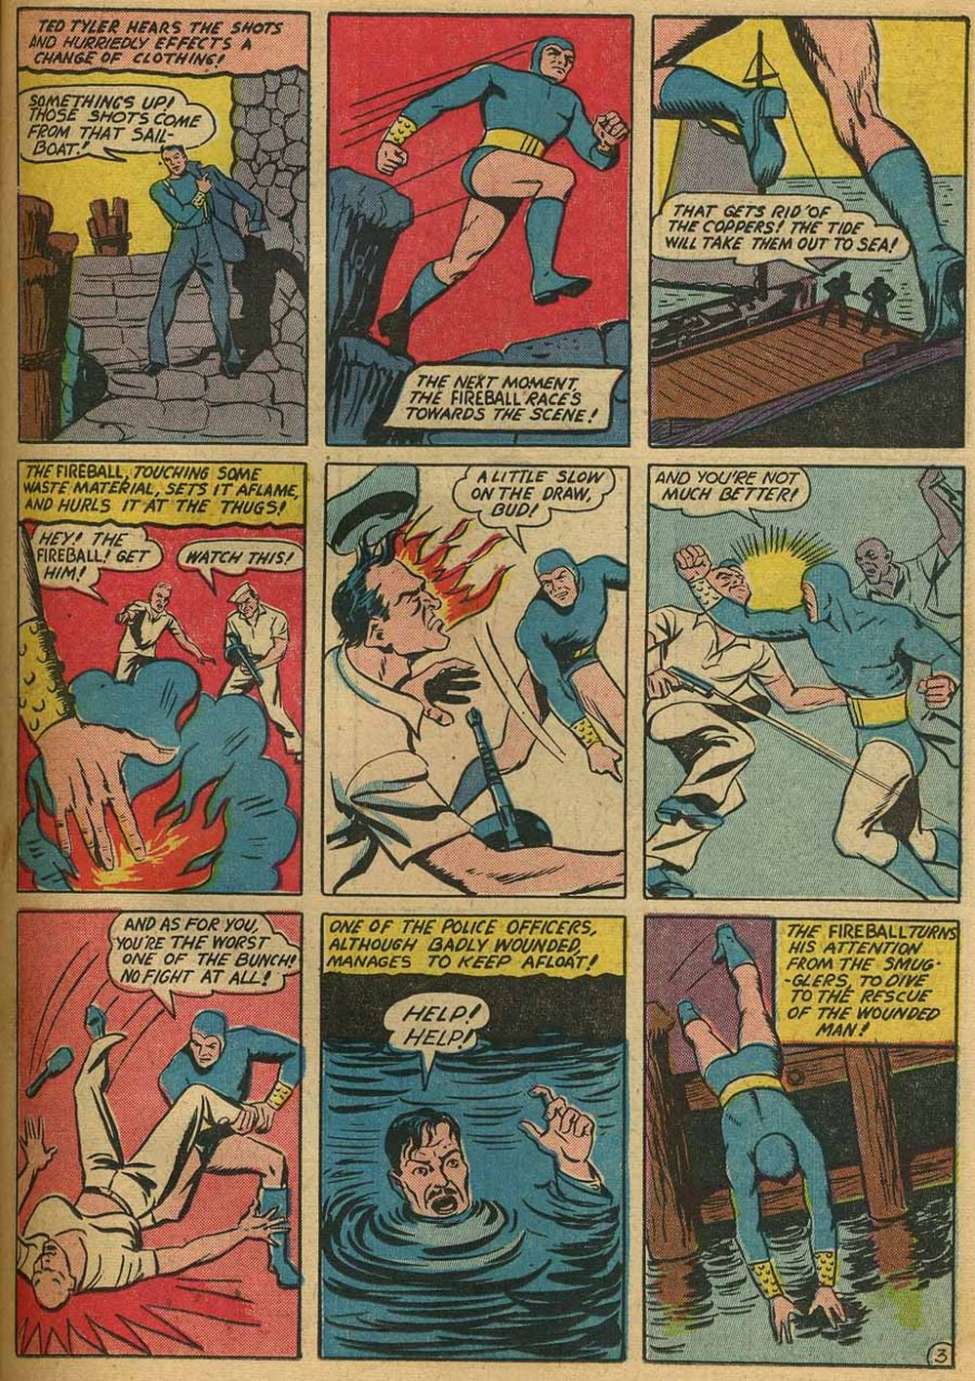 TED TYLER HEARS THE SHOTS
AND HURRIEDLY EFFECTS A
CHANGE OF CLOTHING!
SOMETHING'S UP!
THOSE SHOTS COME
FROM THAT SAIL-
BOAT!
THE NEXT MOMENT,
THE FIREBALL RACES
TOWARDS THE SCENE!
THAT GETS RID OF
THE COPPERS! THE TIDE
WILL TAKE THEM OUT TO SEA!
THE FIREBALL, TOUCHING SOME
WASTE MATERIAL, SETS IT AFLAME,
AND HURLS IT AT THE THUGS!
HEY! THE
FIREBALL! GET
HIM!
WATCH THIS!
A LITTLE SLOW
ON THE DRAW,
BUD!
AND YOU'RE NOT
MUCH BETTER!
AND AS FOR YOU,
YOU'RE THE WORST
ONE OF THE BUNCH!
NO FIGHT AT ALL!
ONE OF THE POLICE OFFICERS,
ALTHOUGH BADLY WOUNDED,
MANAGES TO KEEP AFLOAT!
HELP!
HELP!
THE FIREBALL TURNS
HIS ATTENTION
FROM THE SMUG-
-GLERS, TO DIVE
TO THE RESCUE
OF THE WOUNDED
MAN!
3